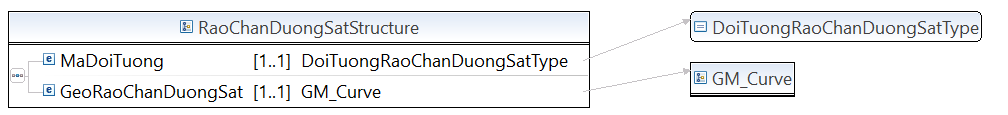 RaoChanDuongSatStructure
MaDoiTuong [1..1] DoiTuongRaoChanDuongSatType
GeoRaoChanDuongSat [1..1] GM_Curve
DoiTuongRaoChanDuongSatType
GM_Curve